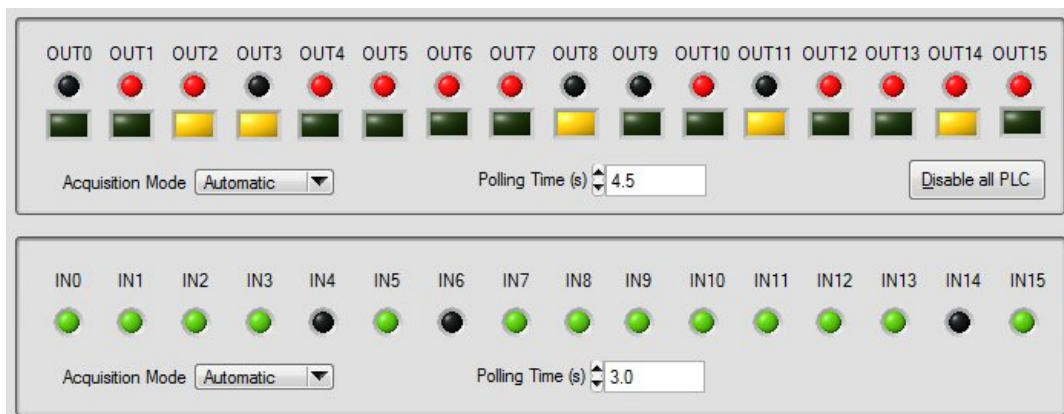 OUT0 OUT1 OUT2 OUT3 OUT4 OUT5 OUT6 OUT7 OUT8 OUT9 OUT10 OUT11 OUT12 OUT13 OUT14 OUT15
Acquisition Mode Automatic Polling Time (s) 4.5 Disable all PLC
IN0 IN1 IN2 IN3 IN4 IN5 IN6 IN7 IN8 IN9 IN10 IN11 IN12 IN13 IN14 IN15
Acquisition Mode Automatic Polling Time (s) 3.0